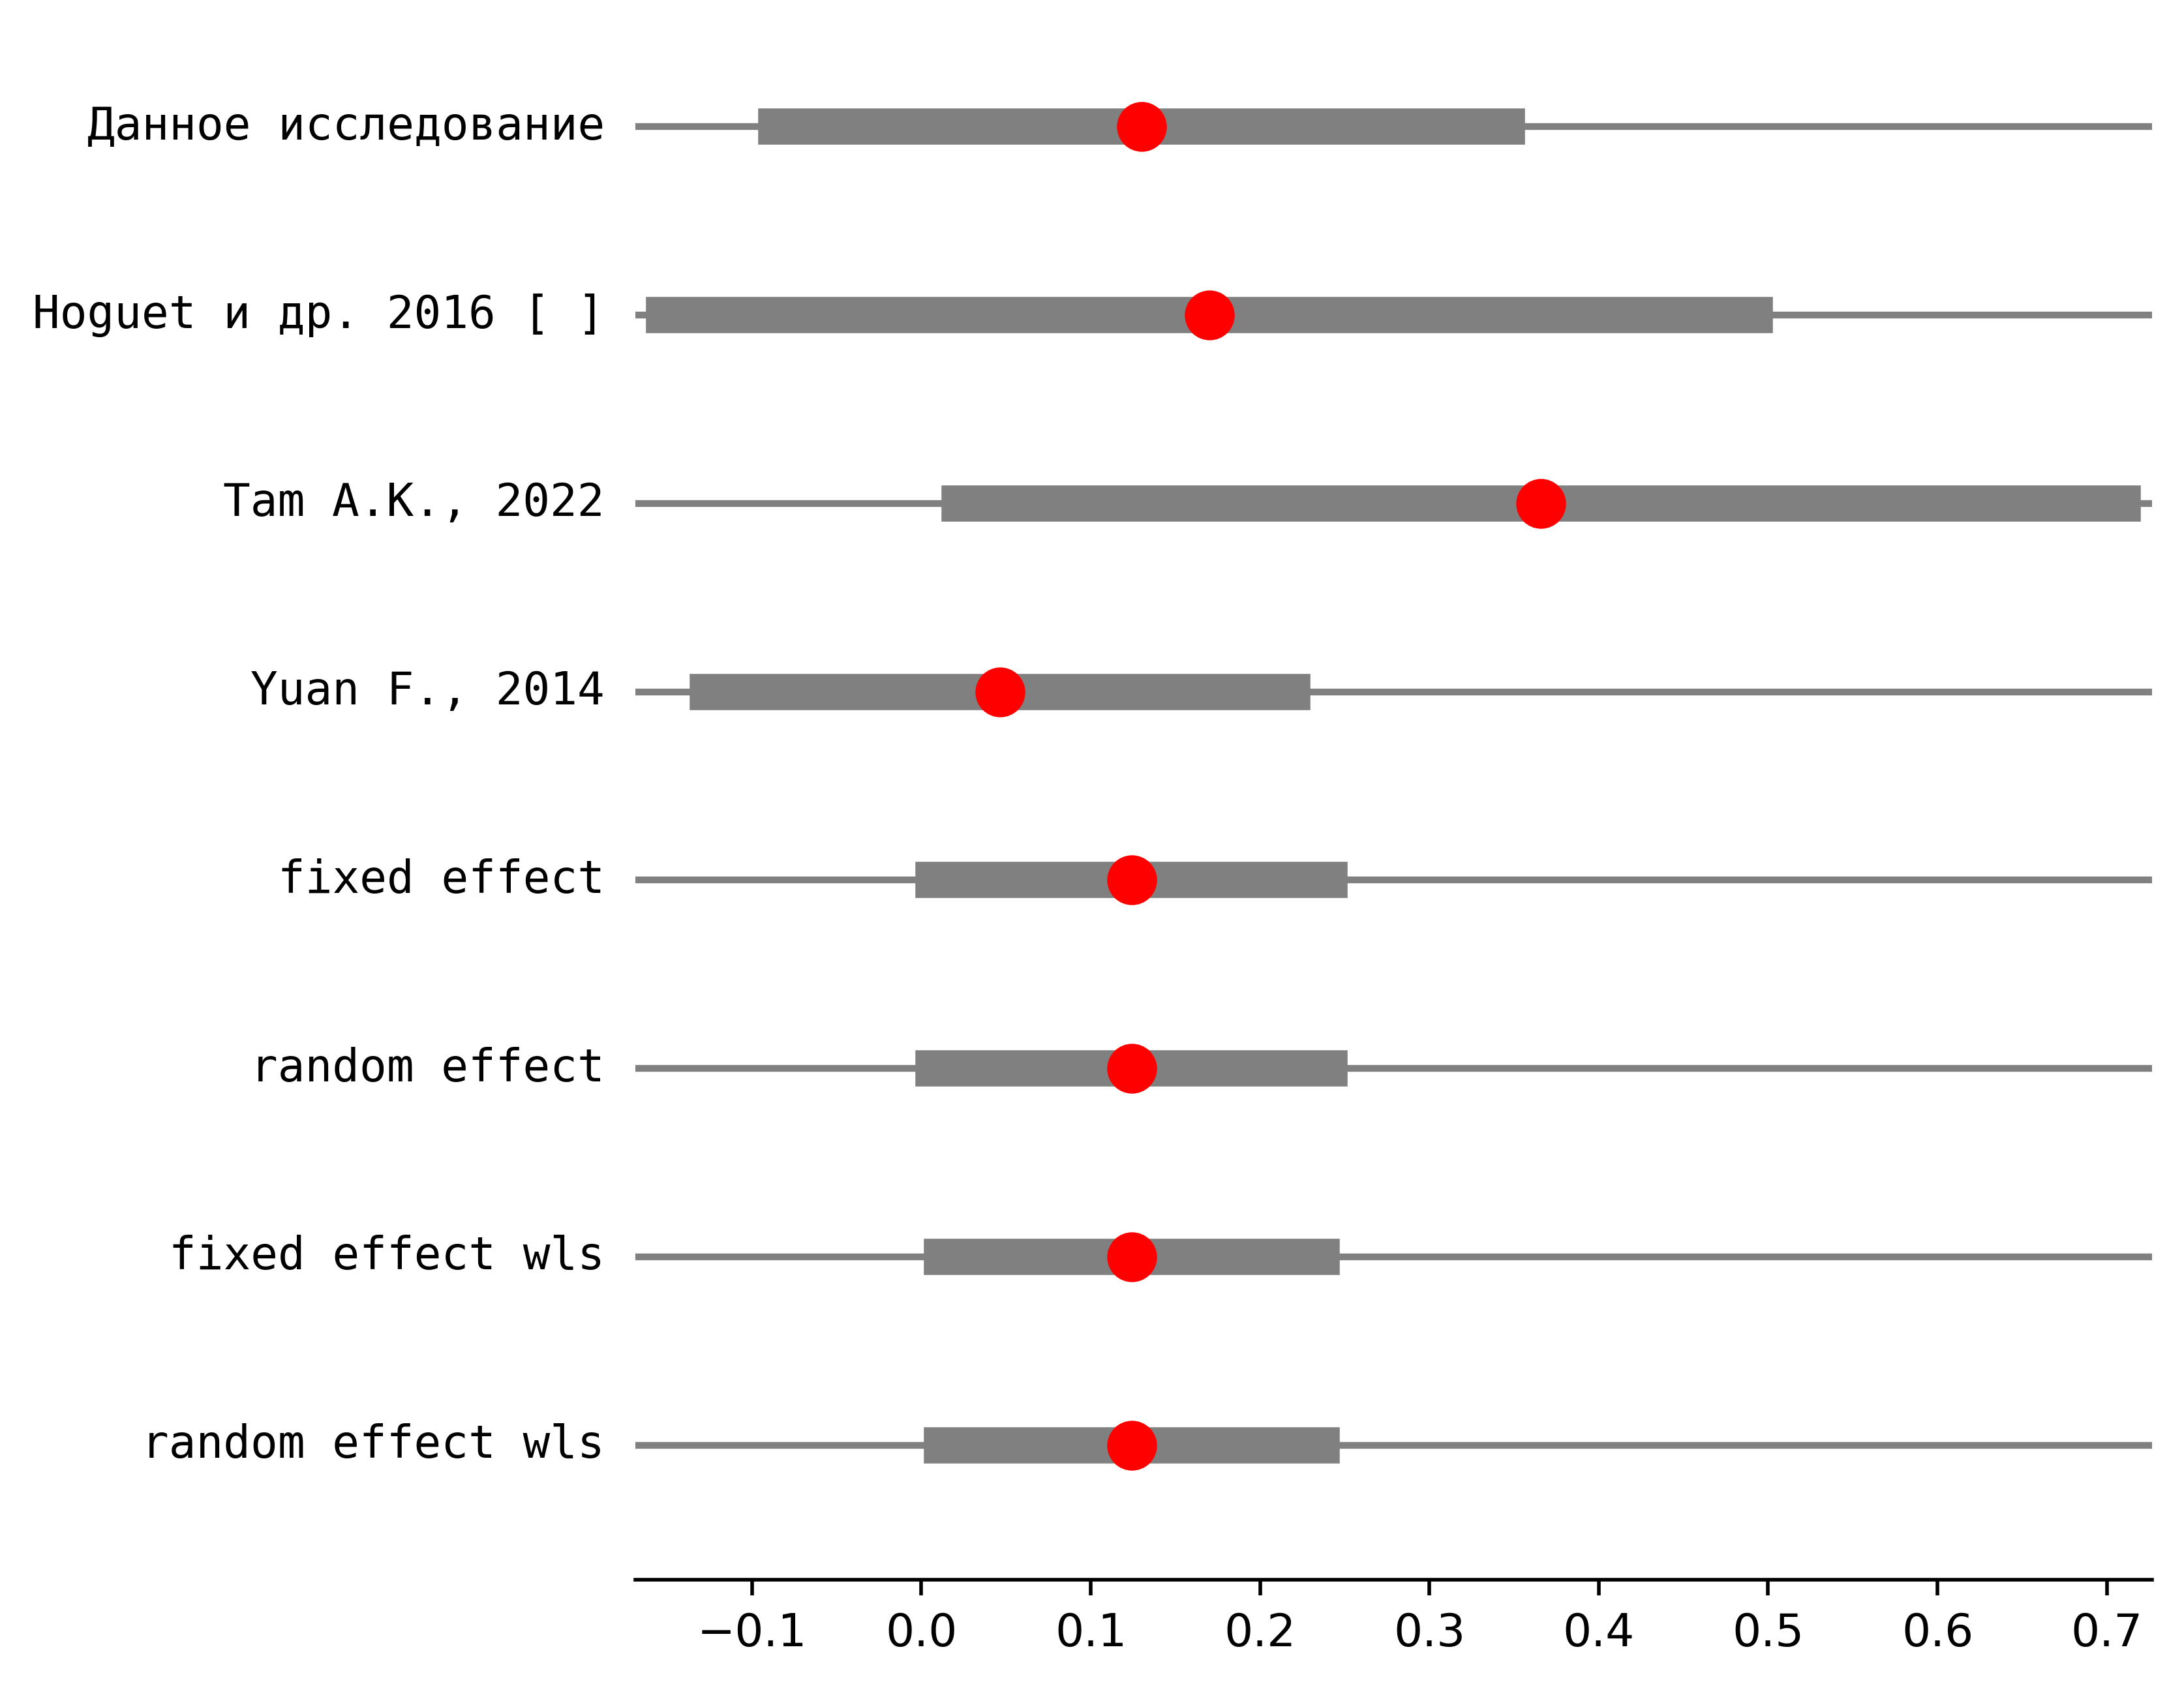 Данное исследование
Hoguet и др. 2016 [ ]
Tam A.K., 2022
Yuan F., 2014
fixed effect
random effect
fixed effect wls
random effect wls
−0.1 0.0 0.1 0.2 0.3 0.4 0.5 0.6 0.7